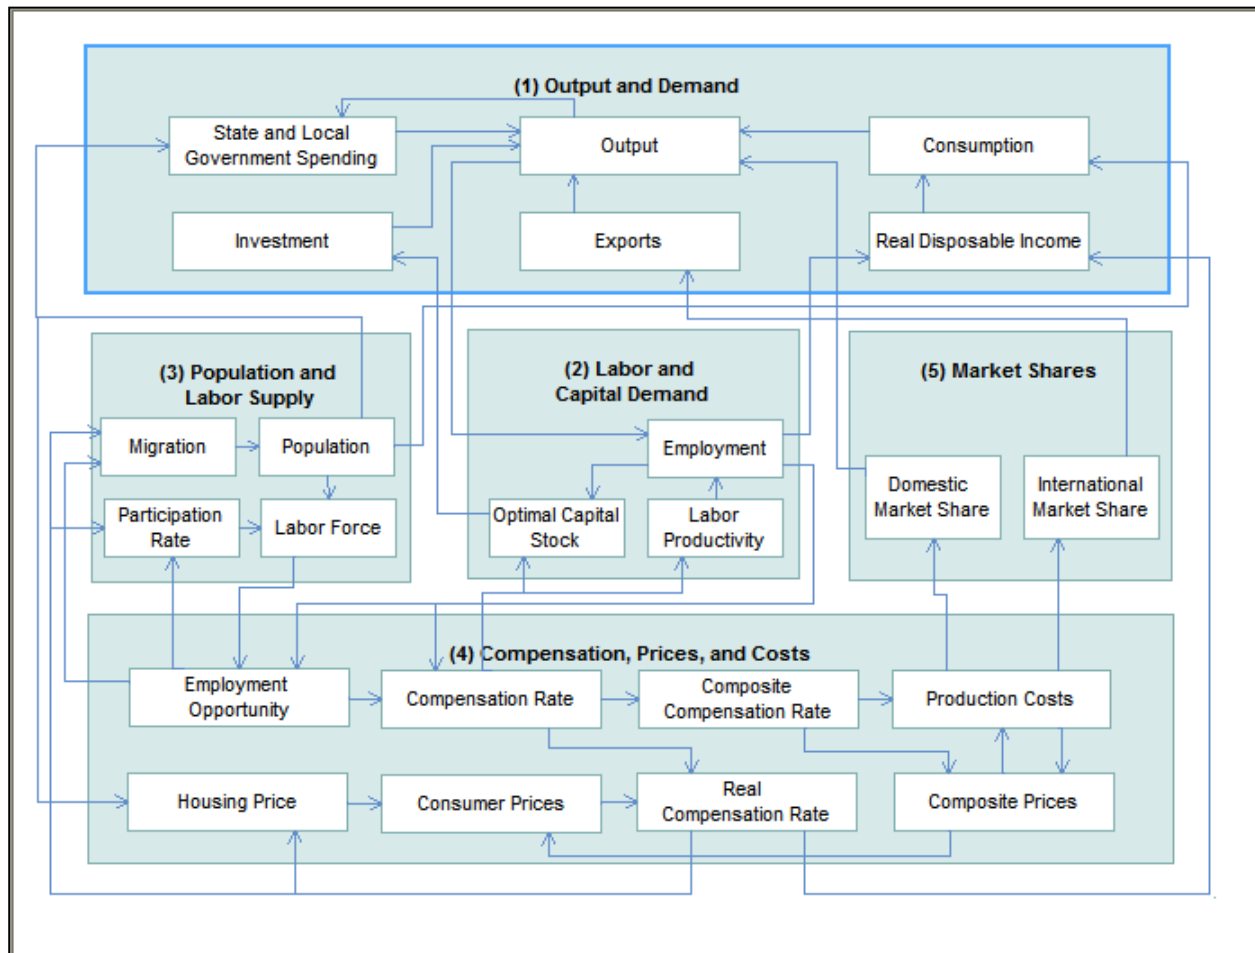 (1) Output and Demand
State and Local
Government Spending
Output
Consumption
Investment
Exports
Real Disposable Income
(3) Population and
Labor Supply
Migration
Population
Participation
Rate
Labor Force
(2) Labor and
Capital Demand
Employment
Optimal Capital
Stock
Labor
Productivity
(5) Market Shares
Domestic
Market Share
International
Market Share
(4) Compensation, Prices, and Costs
Employment
Opportunity
Compensation Rate
Composite
Compensation Rate
Production Costs
Housing Price
Consumer Prices
Real
Compensation Rate
Composite Prices